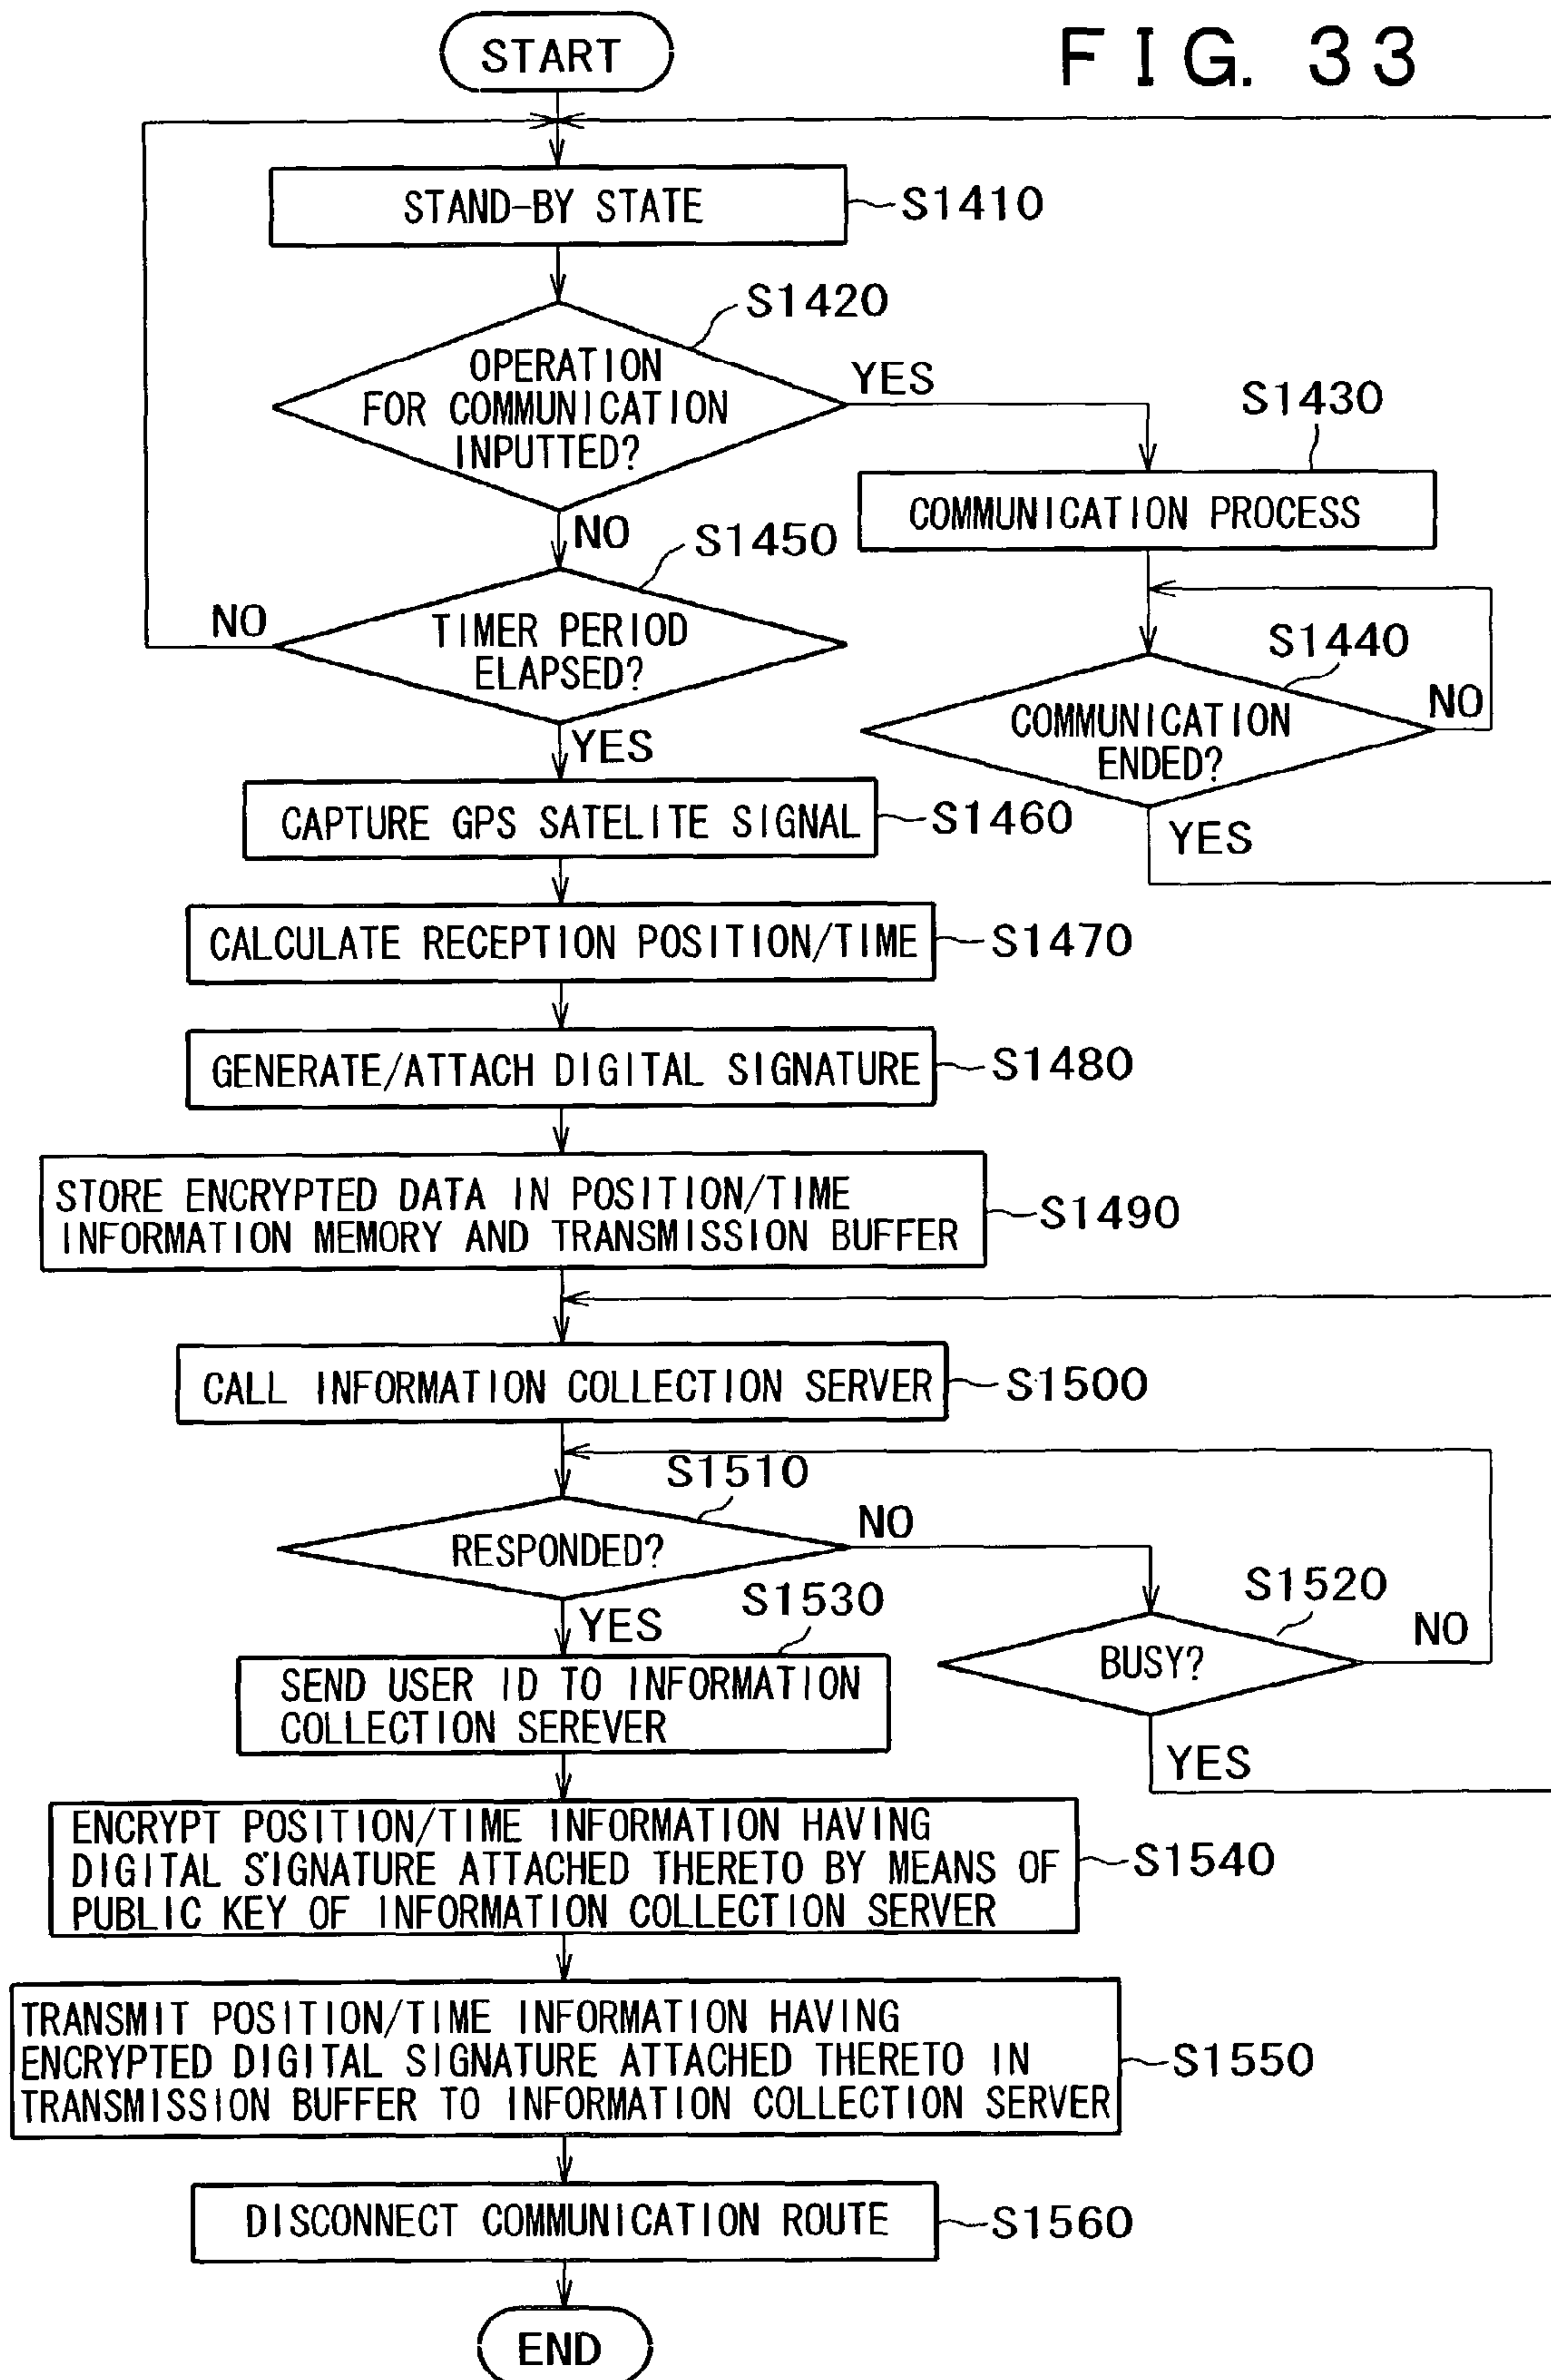 FIG. 33
START
STAND-BY STATE
S1410
S1420
OPERATION
FOR COMMUNICATION
INPUTTED?
YES
S1430
COMMUNICATION PROCESS
NO
S1450
TIMER PERIOD
ELAPSED?
NO
S1440
COMMUNICATION
ENDED?
NO
YES
YES
CAPTURE GPS SATELITE SIGNAL
S1460
CALCULATE RECEPTION POSITION/TIME
S1470
GENERATE/ATTACH DIGITAL SIGNATURE
S1480
STORE ENCRYPTED DATA IN POSITION/TIME
INFORMATION MEMORY AND TRANSMISSION BUFFER
S1490
CALL INFORMATION COLLECTION SERVER
S1500
S1510
RESPONDED?
NO
S1520
BUSY?
NO
YES
YES
S1530
SEND USER ID TO INFORMATION
COLLECTION SEREVER
ENCRYPT POSITION/TIME INFORMATION HAVING
DIGITAL SIGNATURE ATTACHED THERETO BY MEANS OF
PUBLIC KEY OF INFORMATION COLLECTION SERVER
S1540
TRANSMIT POSITION/TIME INFORMATION HAVING
ENCRYPTED DIGITAL SIGNATURE ATTACHED THERETO IN
TRANSMISSION BUFFER TO INFORMATION COLLECTION SERVER
S1550
DISCONNECT COMMUNICATION ROUTE
S1560
END